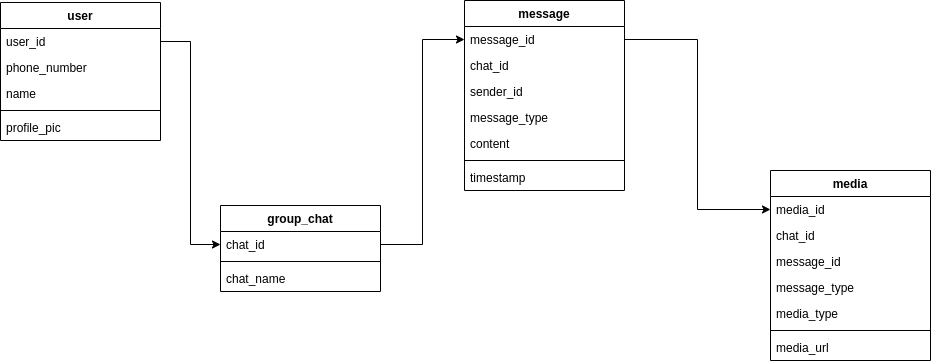 user
user_id
phone_number
name
profile_pic
group_chat
chat_id
chat_name
message
message_id
chat_id
sender_id
message_type
content
timestamp
media
media_id
chat_id
message_id
message_type
media_type
media_url